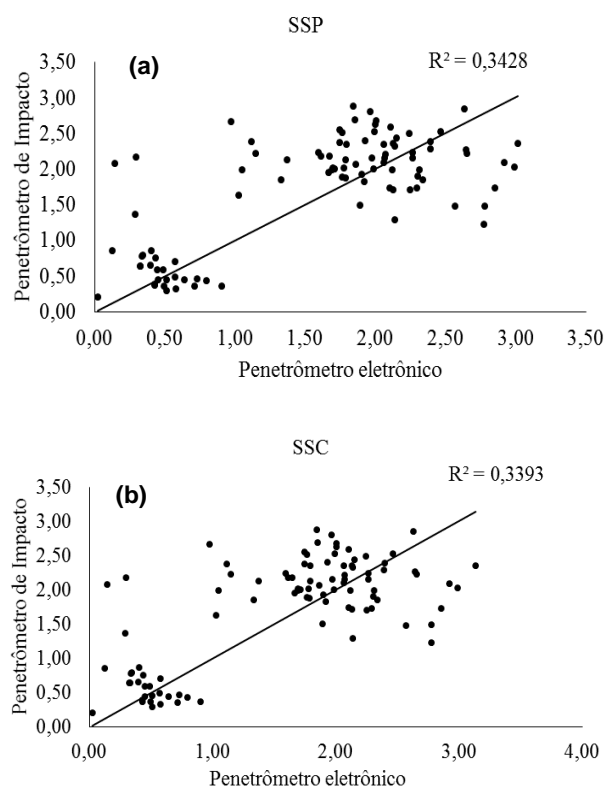 SSP
(a)
R² = 0,3428
Penetrômetro de Impacto
3,50
3,00
2,50
2,00
1,50
1,00
0,50
0,00
0,00 0,50 1,00 1,50 2,00 2,50 3,00 3,50
Penetrômetro eletrônico
SSC
(b)
R² = 0,3393
Penetrômetro de Impacto
3,50
3,00
2,50
2,00
1,50
1,00
0,50
0,00
0,00 1,00 2,00 3,00 4,00
Penetrômetro eletrônico